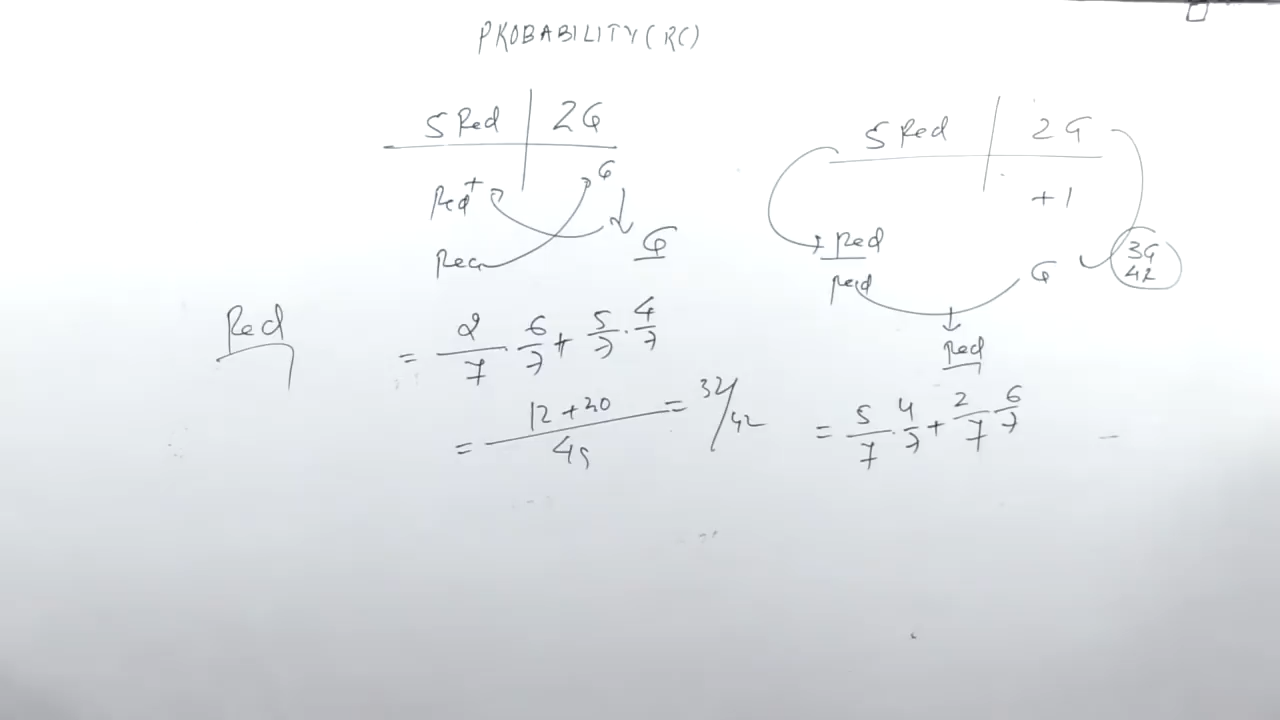 PROBABILITY (RC)
5 Red | 2G
Red+ G
Red G
Red
= 2/7 · 6/7 + 5/7 · 4/7
= 12+20/49 = 32/42
5 Red | 2G
+1
Red
Red G
3G
4R
Red
= 5/7 · 4/7 + 2/7 · 6/7